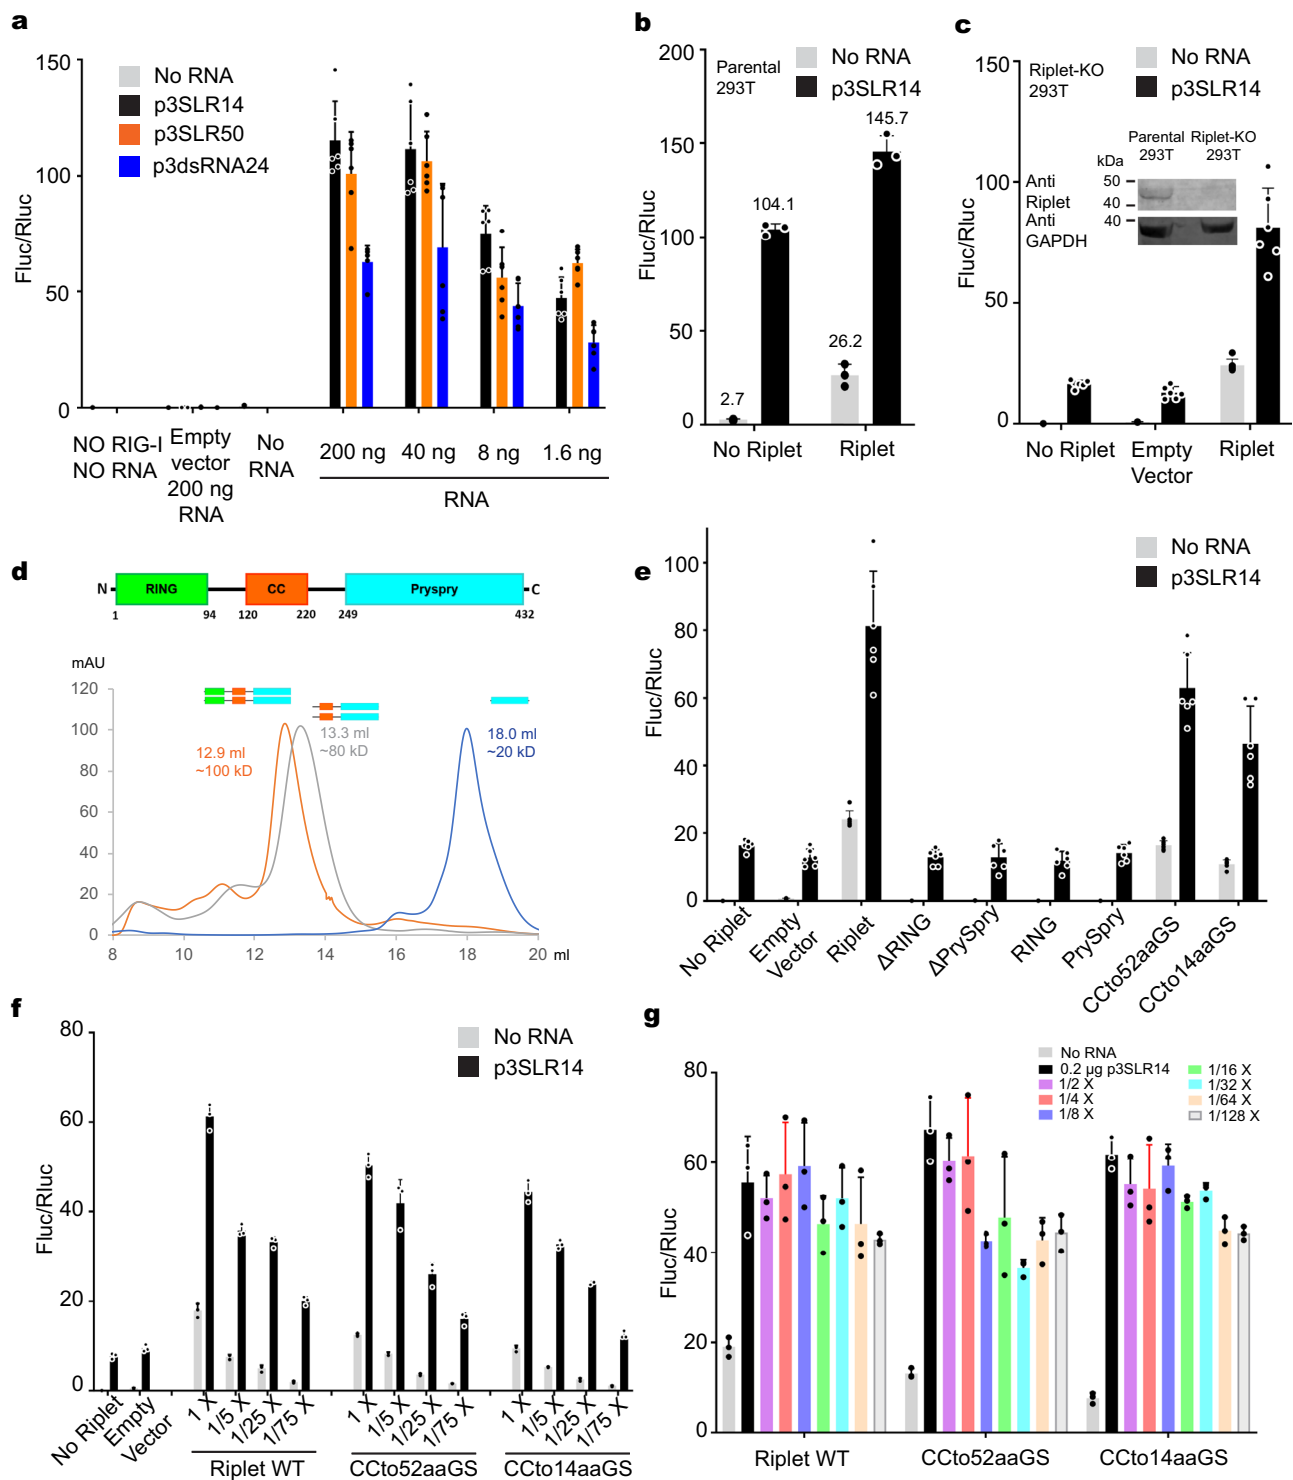 a
150
100
50
0
Fluc/Rluc
No RNA
p3SLR14
p3SLR50
p3dsRNA24
NO RIG-I
NO RNA
Empty
vector
200 ng
RNA
No
RNA
200 ng 40 ng 8 ng 1.6 ng
RNA
b
200
150
100
50
0
Fluc/Rluc
Parental
293T
No RNA
p3SLR14
2.7
104.1
26.2
145.7
No Riplet Riplet
c
150
100
50
0
Fluc/Rluc
Riplet-KO
293T
No RNA
p3SLR14
Parental Riplet-KO
293T 293T
kDa
Anti
Riplet
50
40
Anti
GAPDH
40
No Riplet Empty
Vector Riplet
d
N RING CC Pryspry C
1 94 120 220 249 432
mAU
120
100
80
60
40
20
0
12.9 ml
~100 kD
13.3 ml
~80 kD
18.0 ml
~20 kD
8 10 12 14 16 18 20 ml
e
100
80
60
40
20
0
Fluc/Rluc
No RNA
p3SLR14
No Riplet
Empty
Vector
Riplet
ΔRING
ΔPrySpry
RING
PrySpry
CCto52aaGS
CCto14aaGS
f
80
60
40
20
0
Fluc/Rluc
No RNA
p3SLR14
No Riplet
Empty
Vector
1 X 1/5 X 1/25 X 1/75 X
1 X 1/5 X 1/25 X 1/75 X
1 X 1/5 X 1/25 X 1/75 X
Riplet WT CCto52aaGS CCto14aaGS
g
80
60
40
20
0
Fluc/Rluc
No RNA
0.2 µg p3SLR14
1/2 X
1/4 X
1/8 X
1/16 X
1/32 X
1/64 X
1/128 X
Riplet WT CCto52aaGS CCto14aaGS